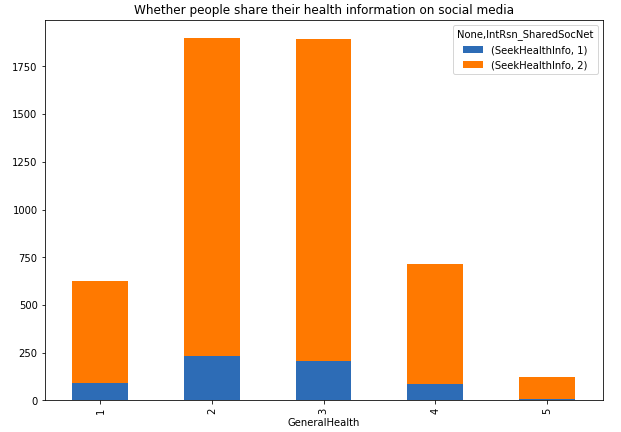 Whether people share their health information on social media
None,IntRsn_SharedSocNet
(SeekHealthInfo, 1)
(SeekHealthInfo, 2)
1750
1500
1250
1000
750
500
250
0
1 2 3 4 5
GeneralHealth